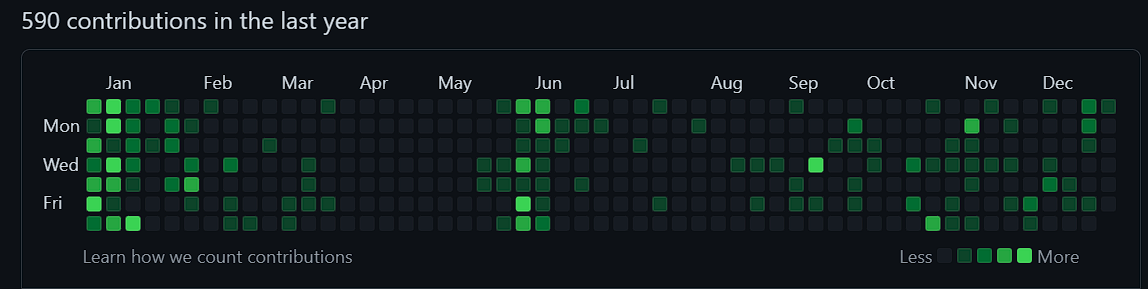 590 contributions in the last year
Jan Feb Mar Apr May Jun Jul Aug Sep Oct Nov Dec
Mon
Wed
Fri
Learn how we count contributions Less More